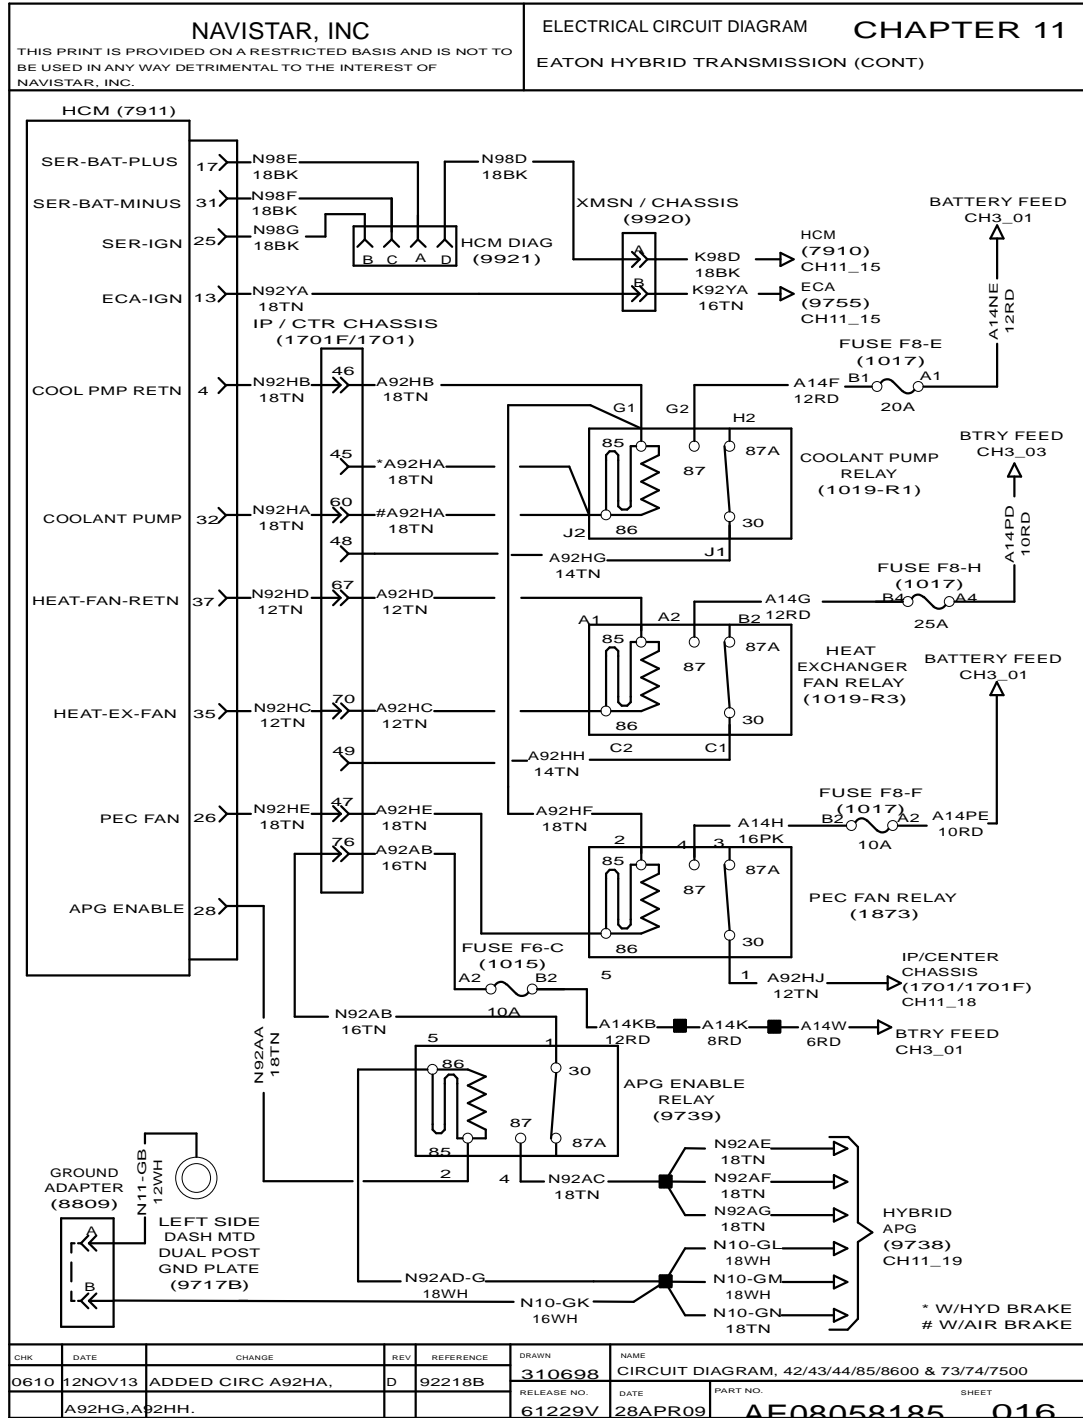 NAVISTAR, INC
THIS PRINT IS PROVIDED ON A RESTRICTED BASIS AND IS NOT TO
BE USED IN ANY WAY DETRIMENTAL TO THE INTEREST OF
NAVISTAR, INC.
ELECTRICAL CIRCUIT DIAGRAM CHAPTER 11
EATON HYBRID TRANSMISSION (CONT)
HCM (7911)
SER-BAT-PLUS 17 N98E
18BK
N98D
18BK
SER-BAT-MINUS 31 N98F
18BK
SER-IGN 25 N98G
18BK
B C A D
HCM DIAG
(9921)
XMSN / CHASSIS
(9920)
A
B
K98D
18BK
HCM
(7910)
CH11_15
K92YA
16TN
ECA
(9755)
CH11_15
BATTERY FEED
CH3_01
A14NE
12RD
ECA-IGN 13 N92YA
18TN
IP / CTR CHASSIS
(1701F/1701)
FUSE F8-E
(1017)
A14F
12RD
B1 A1
20A
COOL PMP RETN 4 N92HB
18TN
46
A92HB
18TN
G1 G2 H2
85
87
87A
86
30
J2 J1
COOLANT PUMP
RELAY
(1019-R1)
BTRY FEED
CH3_03
A14PD
10RD
45
*A92HA
18TN
COOLANT PUMP 32 N92HA
18TN
60
#A92HA
18TN
48
A92HG
14TN
FUSE F8-H
(1017)
A14G
12RD
B4 A4
25A
HEAT-FAN-RETN 37 N92HD
12TN
67
A92HD
12TN
A1 A2 B2
85
87
87A
86
30
C2 C1
HEAT
EXCHANGER
FAN RELAY
(1019-R3)
BATTERY FEED
CH3_01
HEAT-EX-FAN 35 N92HC
12TN
70
A92HC
12TN
49
A92HH
14TN
FUSE F8-F
(1017)
A14H
16PK
B2 A2
10A
A14PE
10RD
PEC FAN 26 N92HE
18TN
47
A92HE
18TN
A92HF
18TN
76
A92AB
16TN
2 4 3
85
87
87A
86
30
5 1
PEC FAN RELAY
(1873)
APG ENABLE 28
FUSE F6-C
(1015)
A2 B2
10A
A92HJ
12TN
IP/CENTER
CHASSIS
(1701/1701F)
CH11_18
N92AB
16TN
A14KB
12RD
A14K
8RD
A14W
6RD
BTRY FEED
CH3_01
N92AA
18TN
5 1
86
30
87
85
87A
2 4
APG ENABLE
RELAY
(9739)
N92AC
18TN
N92AE
18TN
N92AF
18TN
N92AG
18TN
N10-GL
18WH
N10-GM
18WH
N10-GN
18TN
HYBRID
APG
(9738)
CH11_19
N11-GB
12WH
GROUND
ADAPTER
(8809)
A
B
LEFT SIDE
DASH MTD
DUAL POST
GND PLATE
(9717B)
N92AD-G
18WH
N10-GK
16WH
* W/HYD BRAKE
# W/AIR BRAKE
CHK DATE CHANGE REV REFERENCE
0610 12NOV13 ADDED CIRC A92HA, D 92218B
A92HG,A92HH.
DRAWN
310698
NAME
CIRCUIT DIAGRAM, 42/43/44/85/8600 & 73/74/7500
RELEASE NO.
61229V
DATE
28APR09
PART NO.
AE08058185
SHEET
016